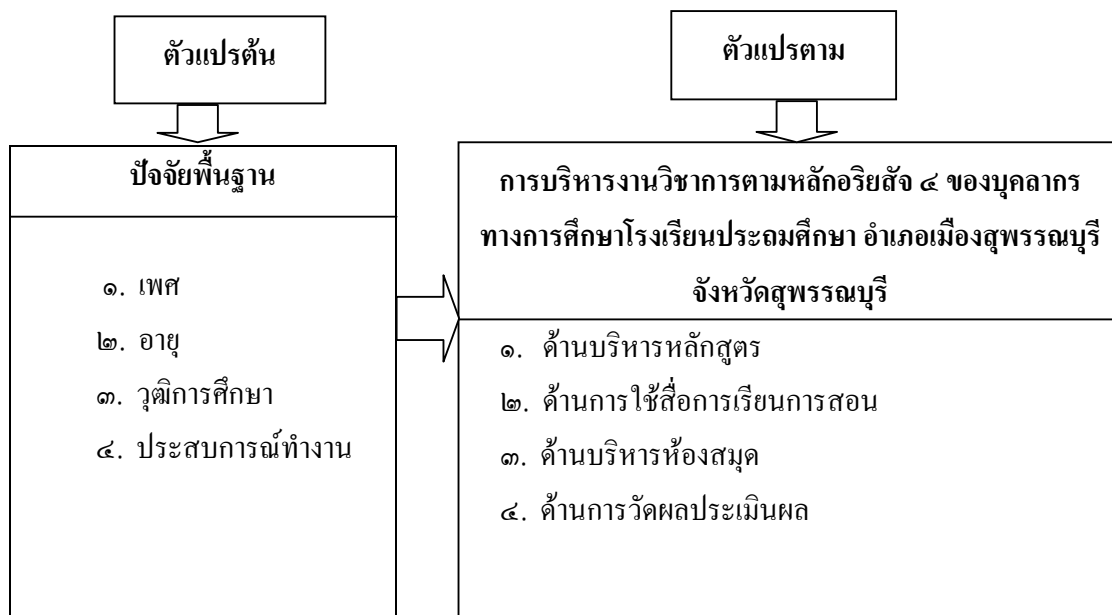 ตัวแปรต้น
ตัวแปรตาม
ปัจจัยพื้นฐาน
๑. เพศ
๒. อายุ
๓. วุฒิการศึกษา
๔. ประสบการณ์ทำงาน
การบริหารงานวิชาการตามหลักอริยสัจ ๔ ของบุคลากร
ทางการศึกษาโรงเรียนประถมศึกษา อำเภอเมืองสุพรรณบุรี
จังหวัดสุพรรณบุรี
๑. ด้านบริหารหลักสูตร
๒. ด้านการใช้สื่อการเรียนการสอน
๓. ด้านบริหารห้องสมุด
๔. ด้านการวัดผลประเมินผล